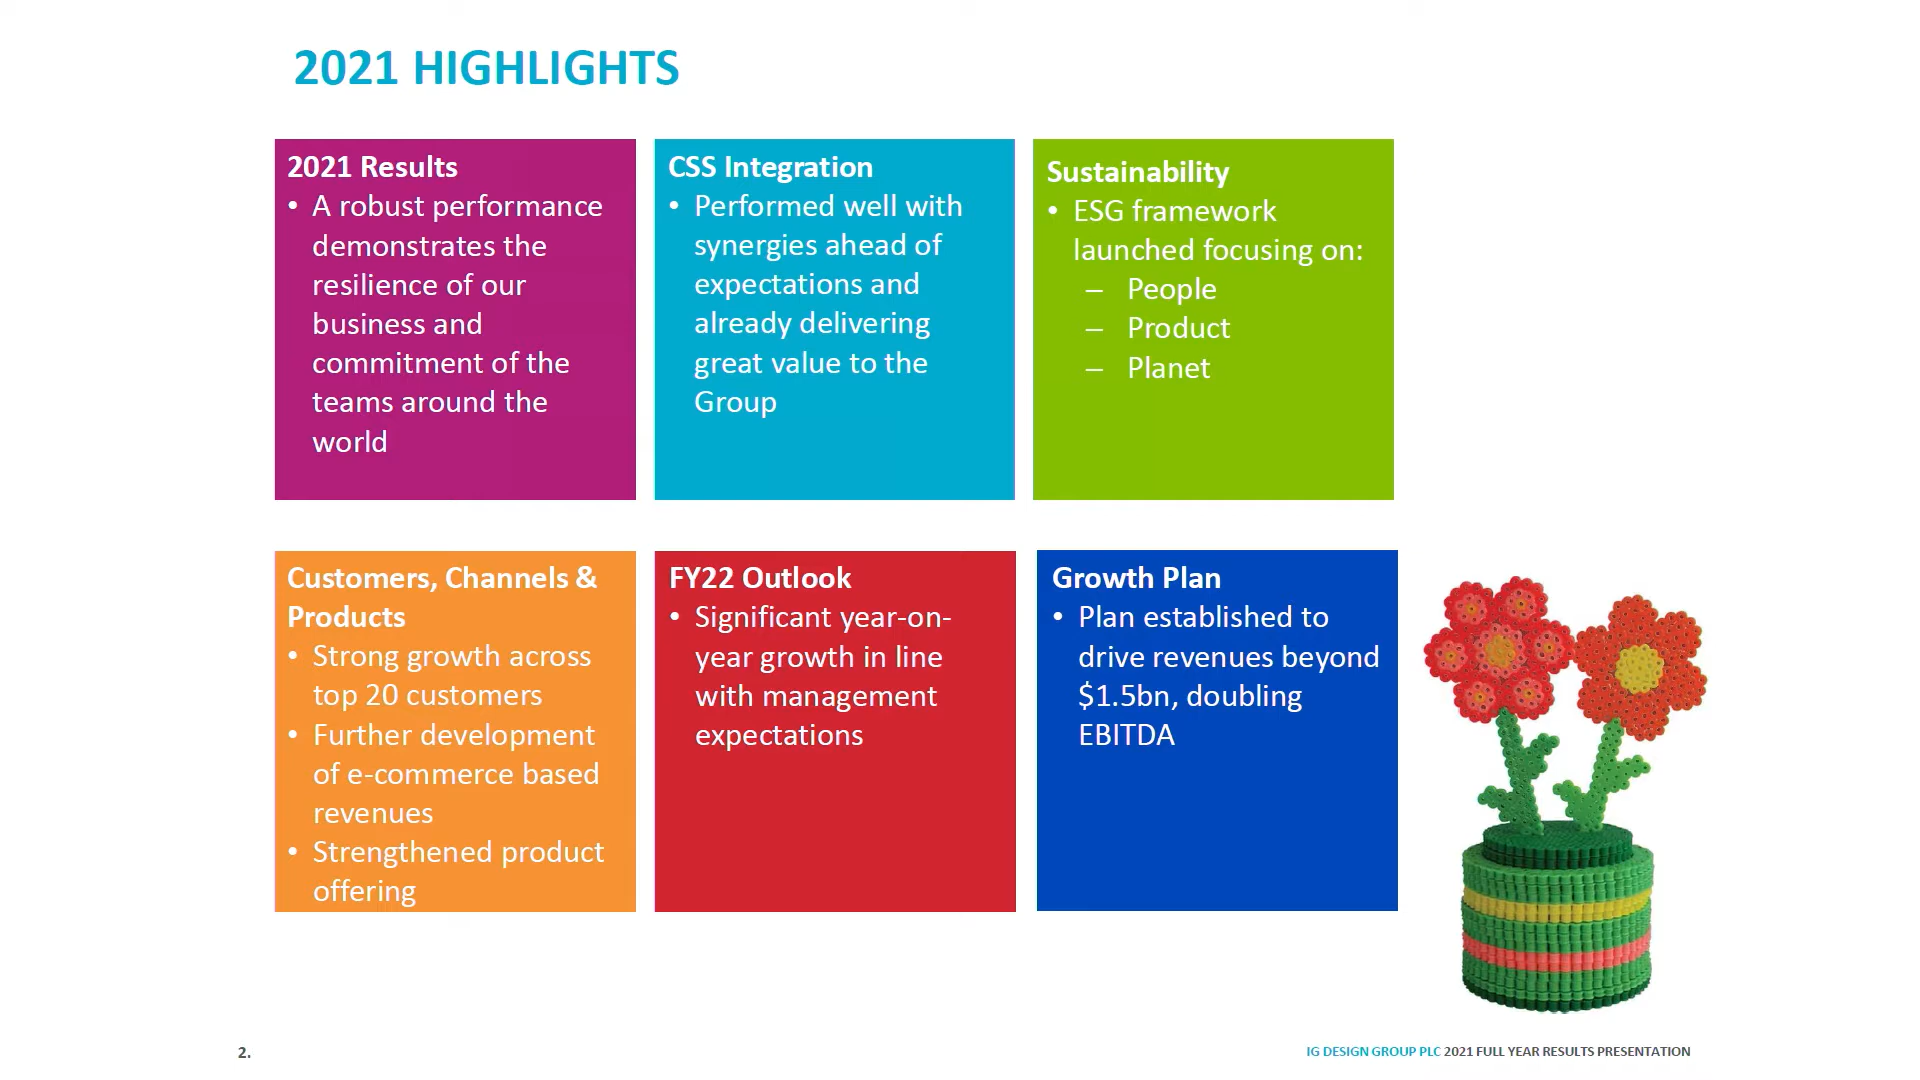 2021 HIGHLIGHTS
2021 Results
• A robust performance
demonstrates the
resilience of our
business and
commitment of the
teams around the
world
CSS Integration
• Performed well with
synergies ahead of
expectations and
already delivering
great value to the
Group
Sustainability
• ESG framework
launched focusing on:
– People
– Product
– Planet
Customers, Channels &
Products
• Strong growth across
top 20 customers
• Further development
of e-commerce based
revenues
• Strengthened product
offering
FY22 Outlook
• Significant year-on-
year growth in line
with management
expectations
Growth Plan
• Plan established to
drive revenues beyond
$1.5bn, doubling
EBITDA
2.
IG DESIGN GROUP PLC 2021 FULL YEAR RESULTS PRESENTATION